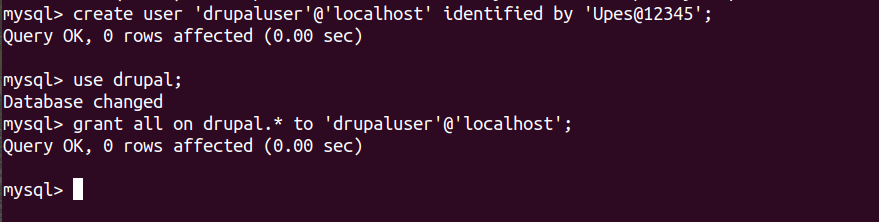 mysql> create user 'drupaluser'@'localhost' identified by 'Upes@12345';
Query OK, 0 rows affected (0.00 sec)
mysql> use drupal;
Database changed
mysql> grant all on drupal.* to 'drupaluser'@'localhost';
Query OK, 0 rows affected (0.00 sec)
mysql>